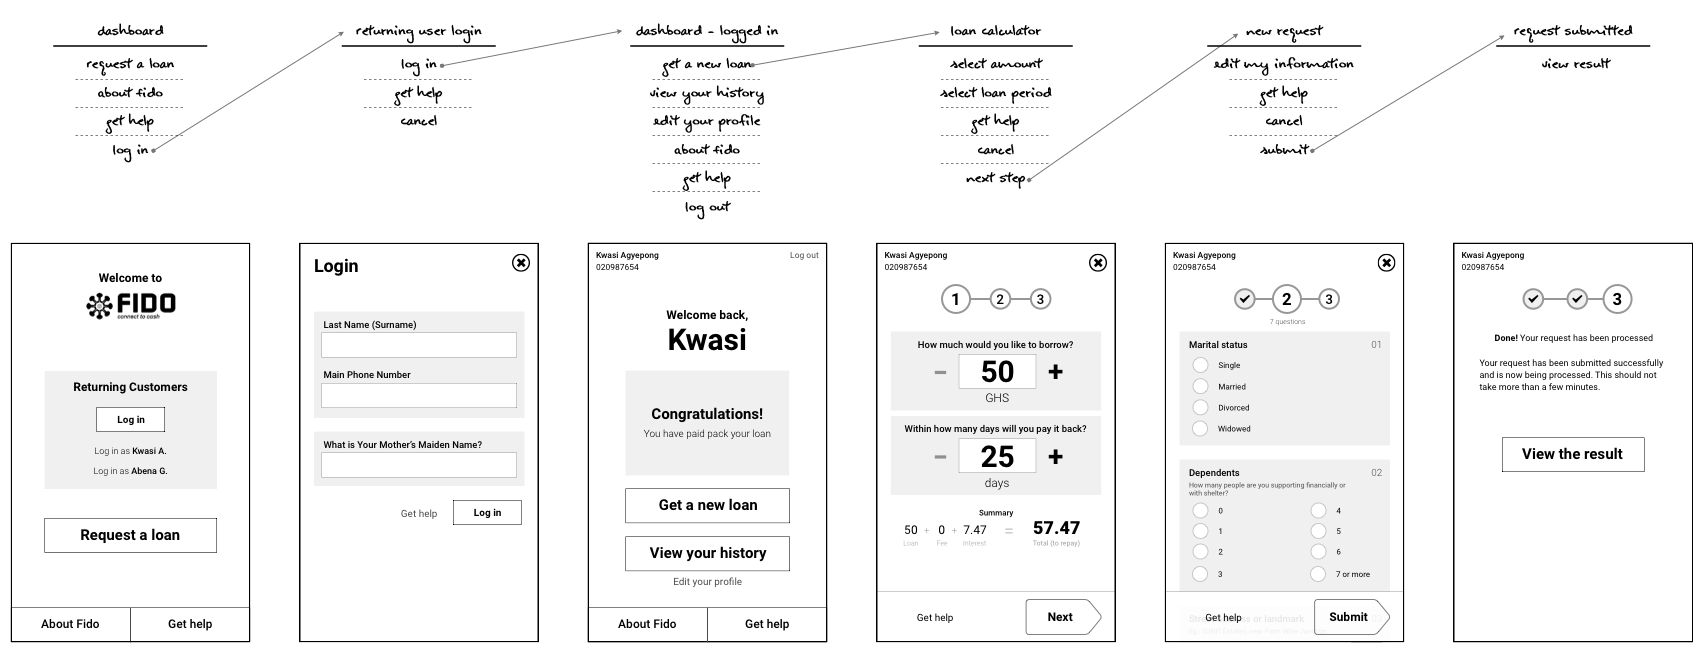 dashboard
request a loan
about fido
get help
log in
returning user login
log in
get help
cancel
dashboard - logged in
get a new loan
view your history
edit your profile
about fido
get help
log out
loan calculator
select amount
select loan period
get help
cancel
next step
new request
edit my information
get help
cancel
submit
request submitted
view result
Welcome to
FIDO
connect to cash
Returning Customers
Log in
Log in as Kwasi A.
Log in as Abena G.
Request a loan
About Fido
Get help
Login
Last Name (Surname)
Main Phone Number
What is Your Mother's Maiden Name?
Get help
Log in
Kwasi Agyepong
020987654
Log out
Welcome back,
Kwasi
Congratulations!
You have paid pack your loan
Get a new loan
View your history
Edit your profile
About Fido
Get help
Kwasi Agyepong
020987654
1 2 3
How much would you like to borrow?
− 50 +
GHS
Within how many days will you pay it back?
− 25 +
days
Summary
50 + 0 + 7.47 = 57.47
Loan Fee Interest Total (to repay)
Get help
Next
Kwasi Agyepong
020987654
2 3
7 questions
Marital status 01
Single
Married
Divorced
Widowed
Dependents 02
How many people are you supporting financially or
with shelter?
0 4
1 5
2 6
3 7 or more
Get help
Submit
Kwasi Agyepong
020987654
3
Done! Your request has been processed
Your request has been submitted successfully
and is now being processed. This should not
take more than a few minutes.
View the result